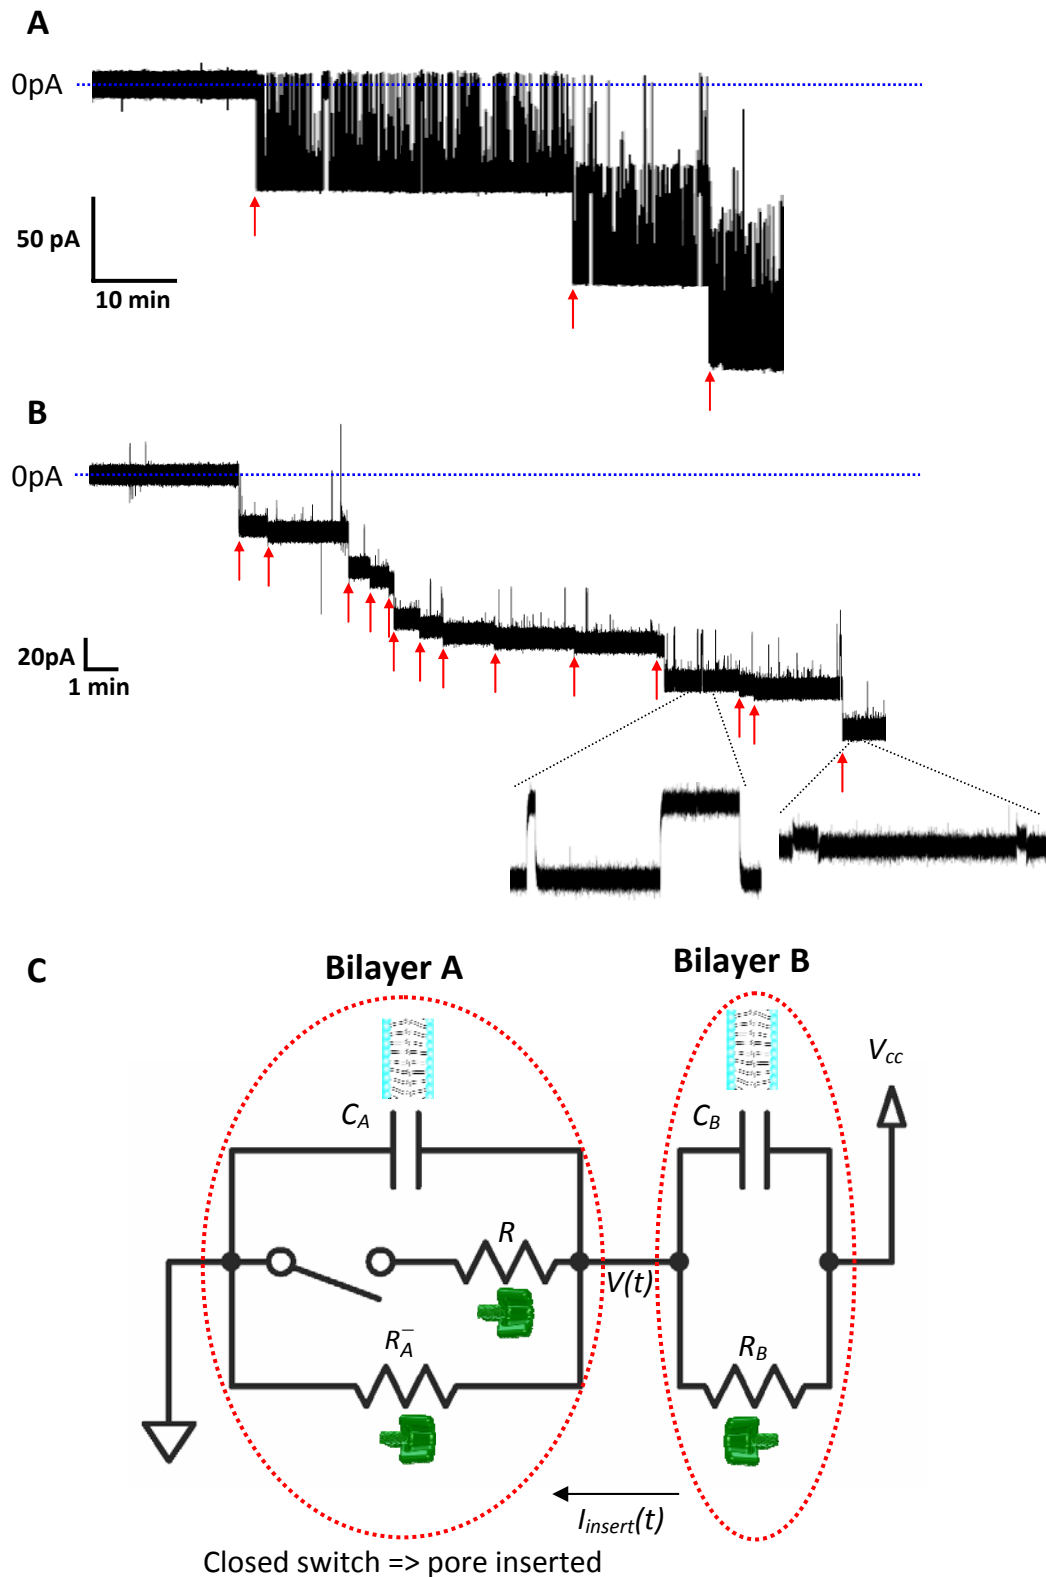 A
0pA
50 pA
10 min
B
0pA
20pA
1 min
C
Bilayer A
Bilayer B
V_cc
C_A
C_B
R
V(t)
R_A^−
R_B
I_insert(t)
Closed switch => pore inserted